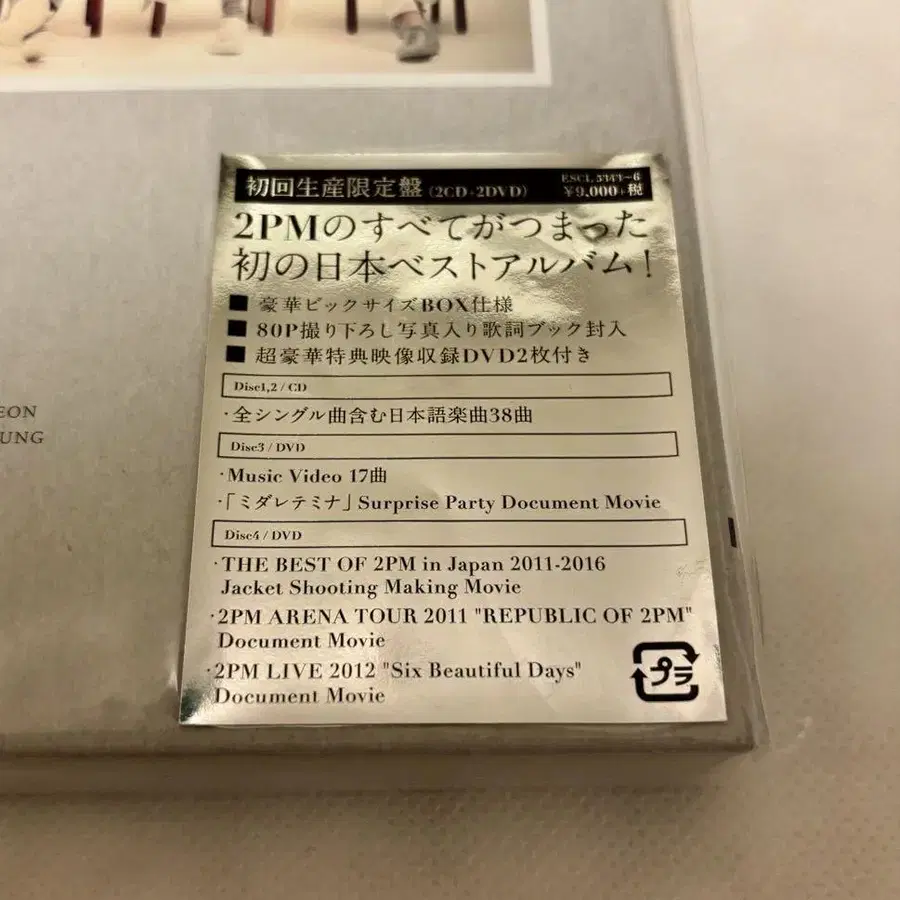 初回生産限定盤 (2CD+2DVD)
¥9,000+税
2PMのすべてがつまった
初の日本ベストアルバム!
■ 豪華ビックサイズBOX仕様
■ 80P撮り下ろし写真入り歌詞ブック封入
■ 超豪華特典映像収録DVD2枚付き
Disc1,2 / CD
・全シングル曲含む日本語楽曲38曲
Disc3 / DVD
・Music Video 17曲
・「ミダレテミナ」Surprise Party Document Movie
Disc4 / DVD
・THE BEST OF 2PM in Japan 2011-2016
Jacket Shooting Making Movie
・2PM ARENA TOUR 2011 "REPUBLIC OF 2PM"
Document Movie
・2PM LIVE 2012 "Six Beautiful Days"
Document Movie
プラ
EON
UNG